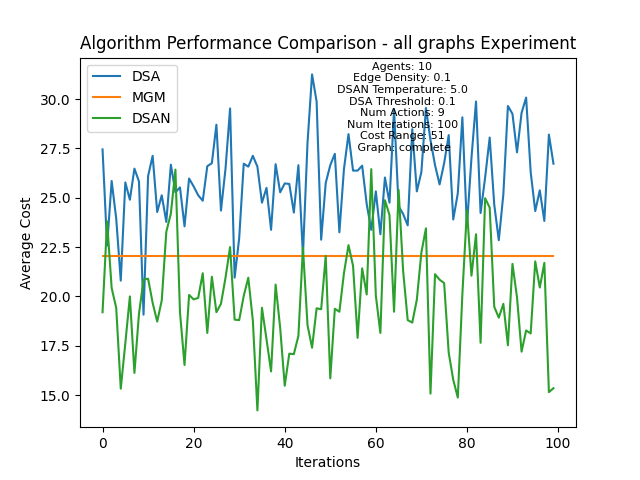 Algorithm Performance Comparison - all graphs Experiment
DSA
MGM
DSAN
Agents: 10
Edge Density: 0.1
DSAN Temperature: 5.0
DSA Threshold: 0.1
Num Actions: 9
Num Iterations: 100
Cost Range: 51
Graph: complete
Average Cost
30.0
27.5
25.0
22.5
20.0
17.5
15.0
0 20 40 60 80 100
Iterations